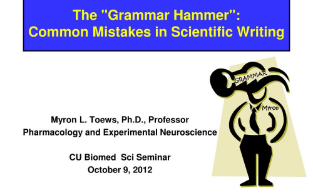 The "Grammar Hammer":
Common Mistakes in Scientific Writing
GRAMMAR
Myron
Myron L. Toews, Ph.D., Professor
Pharmacology and Experimental Neuroscience
CU Biomed  Sci Seminar
October 9, 2012